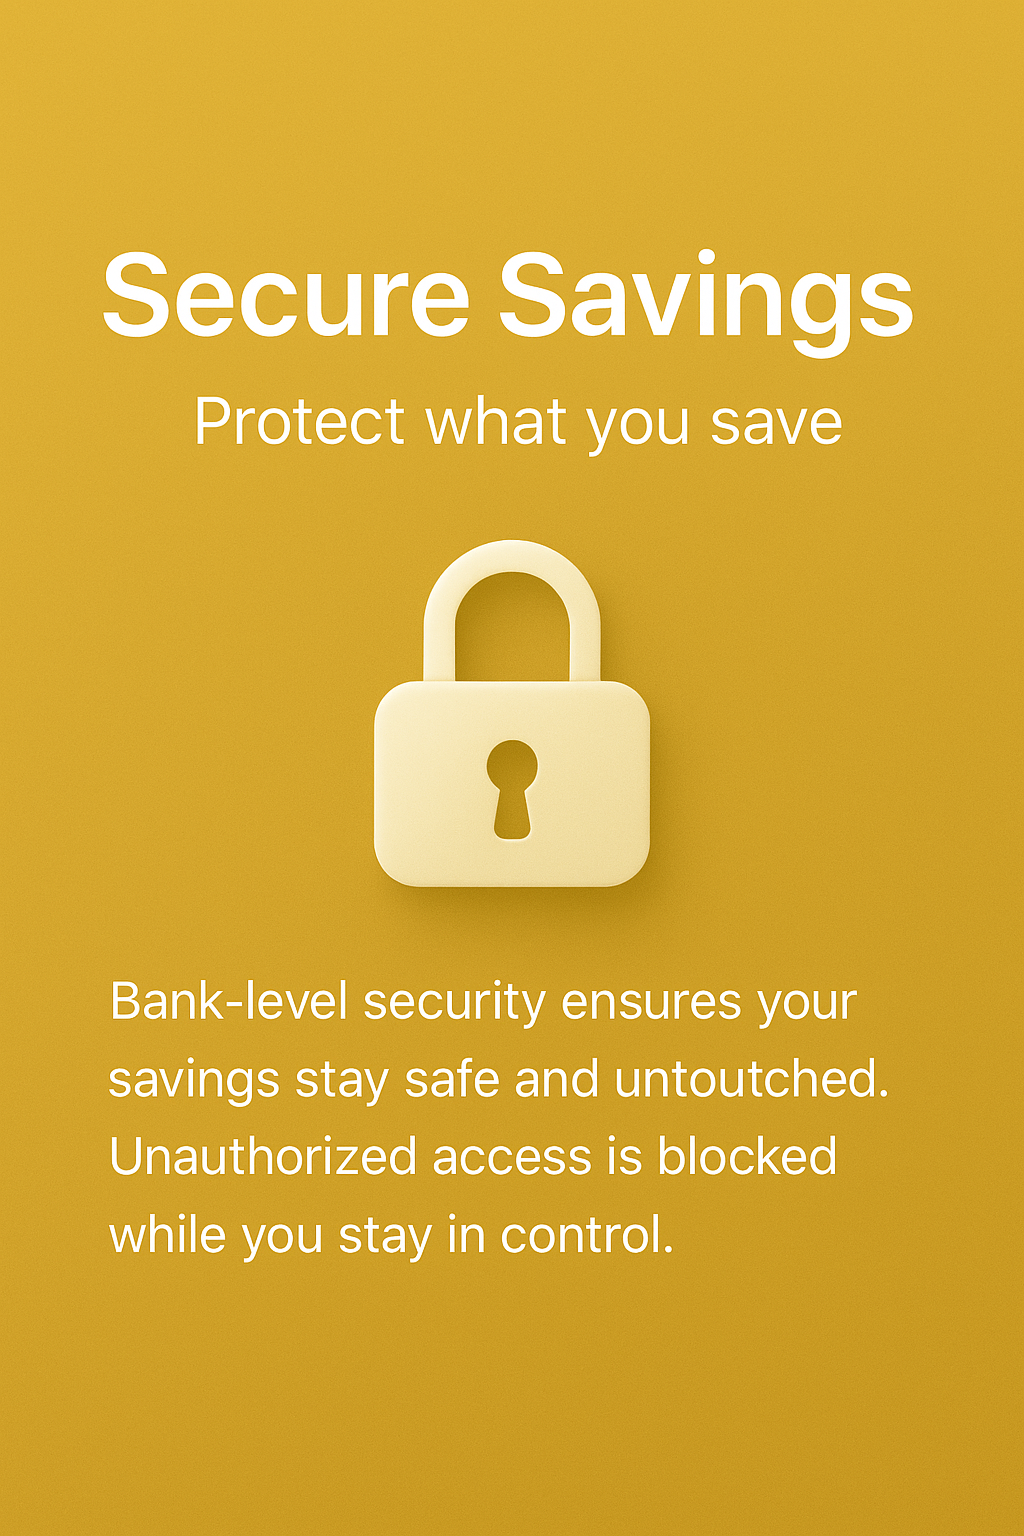 Secure Savings
Protect what you save
Bank-level security ensures your
savings stay safe and untoutched.
Unauthorized access is blocked
while you stay in control.